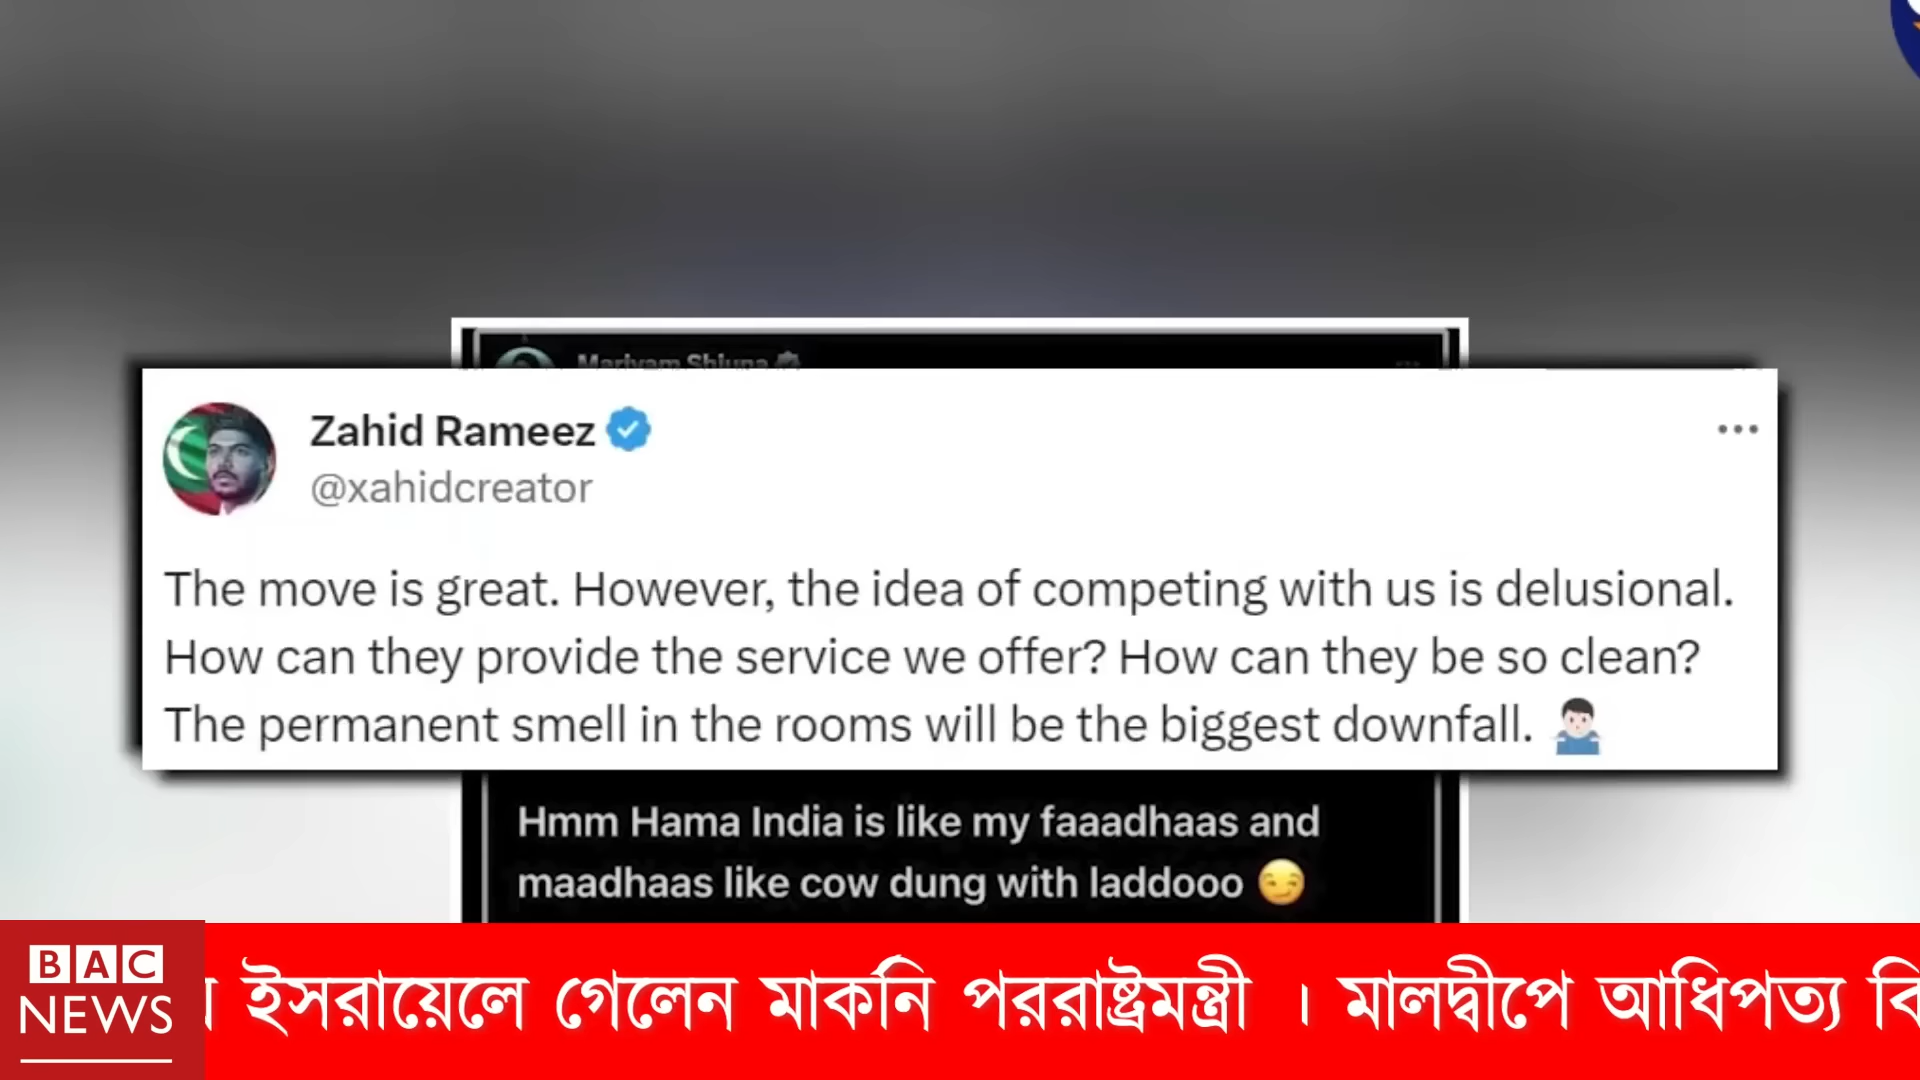 Mariyam Shiuna
Zahid Rameez
@xahidcreator
The move is great. However, the idea of competing with us is delusional.
How can they provide the service we offer? How can they be so clean?
The permanent smell in the rooms will be the biggest downfall. 🤷🏻‍♂️
Hmm Hama India is like my faaadhaas and
maadhaas like cow dung with laddooo 😏
BAC
NEWS
ইসরায়েলে গেলেন মার্কিন পররাষ্ট্রমন্ত্রী । মালদ্বীপে আধিপত্য বি